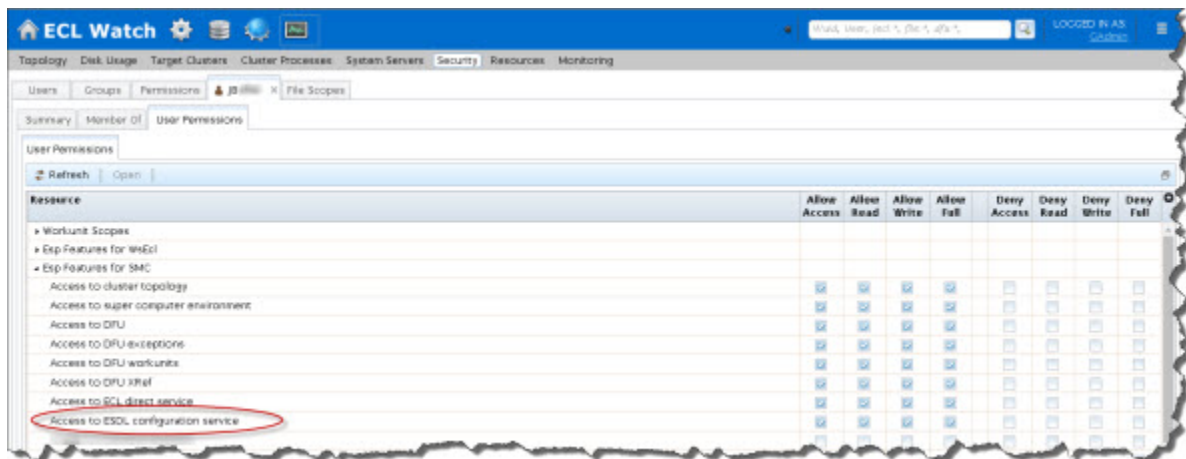 ECL Watch
LOGGED IN AS
Topology Disk Usage Target Clusters Cluster Processes System Servers Security Resources Monitoring
Users Groups Permissions JB File Scopes
Summary Member Of User Permissions
User Permissions
Refresh Open
Resource Allow Access Allow Read Allow Write Allow Full Deny Access Deny Read Deny Write Deny Full
Workunit Scopes
Esp Features for WsEcl
Esp Features for SMC
Access to cluster topology
Access to super computer environment
Access to DFU
Access to DFU exceptions
Access to DFU workunits
Access to DFU XRef
Access to ECL direct service
Access to ESDL configuration service